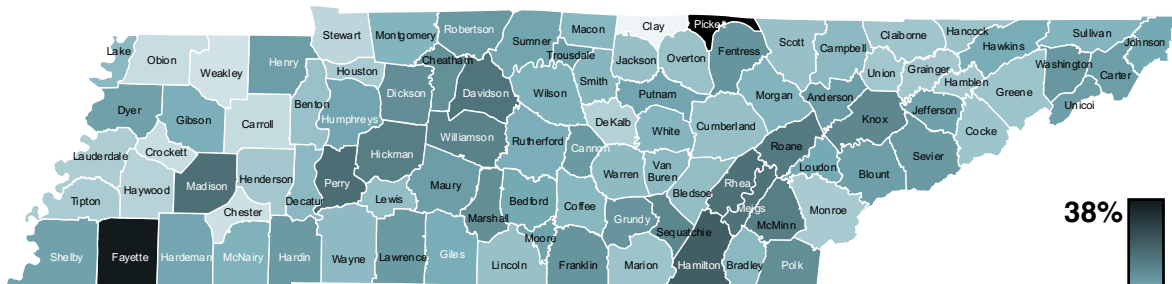 Lake
Obion
Weakley
Henry
Stewart
Montgomery
Robertson
Sumner
Macon
Clay
Pickett
Trousdale
Cheatham
Houston
Dickson
Davidson
Wilson
Smith
Jackson
Overton
Fentress
Scott
Campbell
Claiborne
Hancock
Hawkins
Sullivan
Johnson
Washington
Carter
Unicoi
Greene
Hamblen
Grainger
Union
Dyer
Gibson
Carroll
Benton
Humphreys
Williamson
Rutherford
Cannon
DeKalb
Putnam
White
Cumberland
Morgan
Anderson
Knox
Jefferson
Cocke
Sevier
Blount
Loudon
Roane
Lauderdale
Crockett
Haywood
Madison
Henderson
Decatur
Perry
Hickman
Lewis
Maury
Marshall
Bedford
Coffee
Warren
Van
Buren
Bledsoe
Rhea
Meigs
McMinn
Monroe
Tipton
Chester
Shelby
Fayette
Hardeman
McNairy
Hardin
Wayne
Lawrence
Giles
Lincoln
Moore
Franklin
Grundy
Marion
Sequatchie
Hamilton
Bradley
Polk
38%